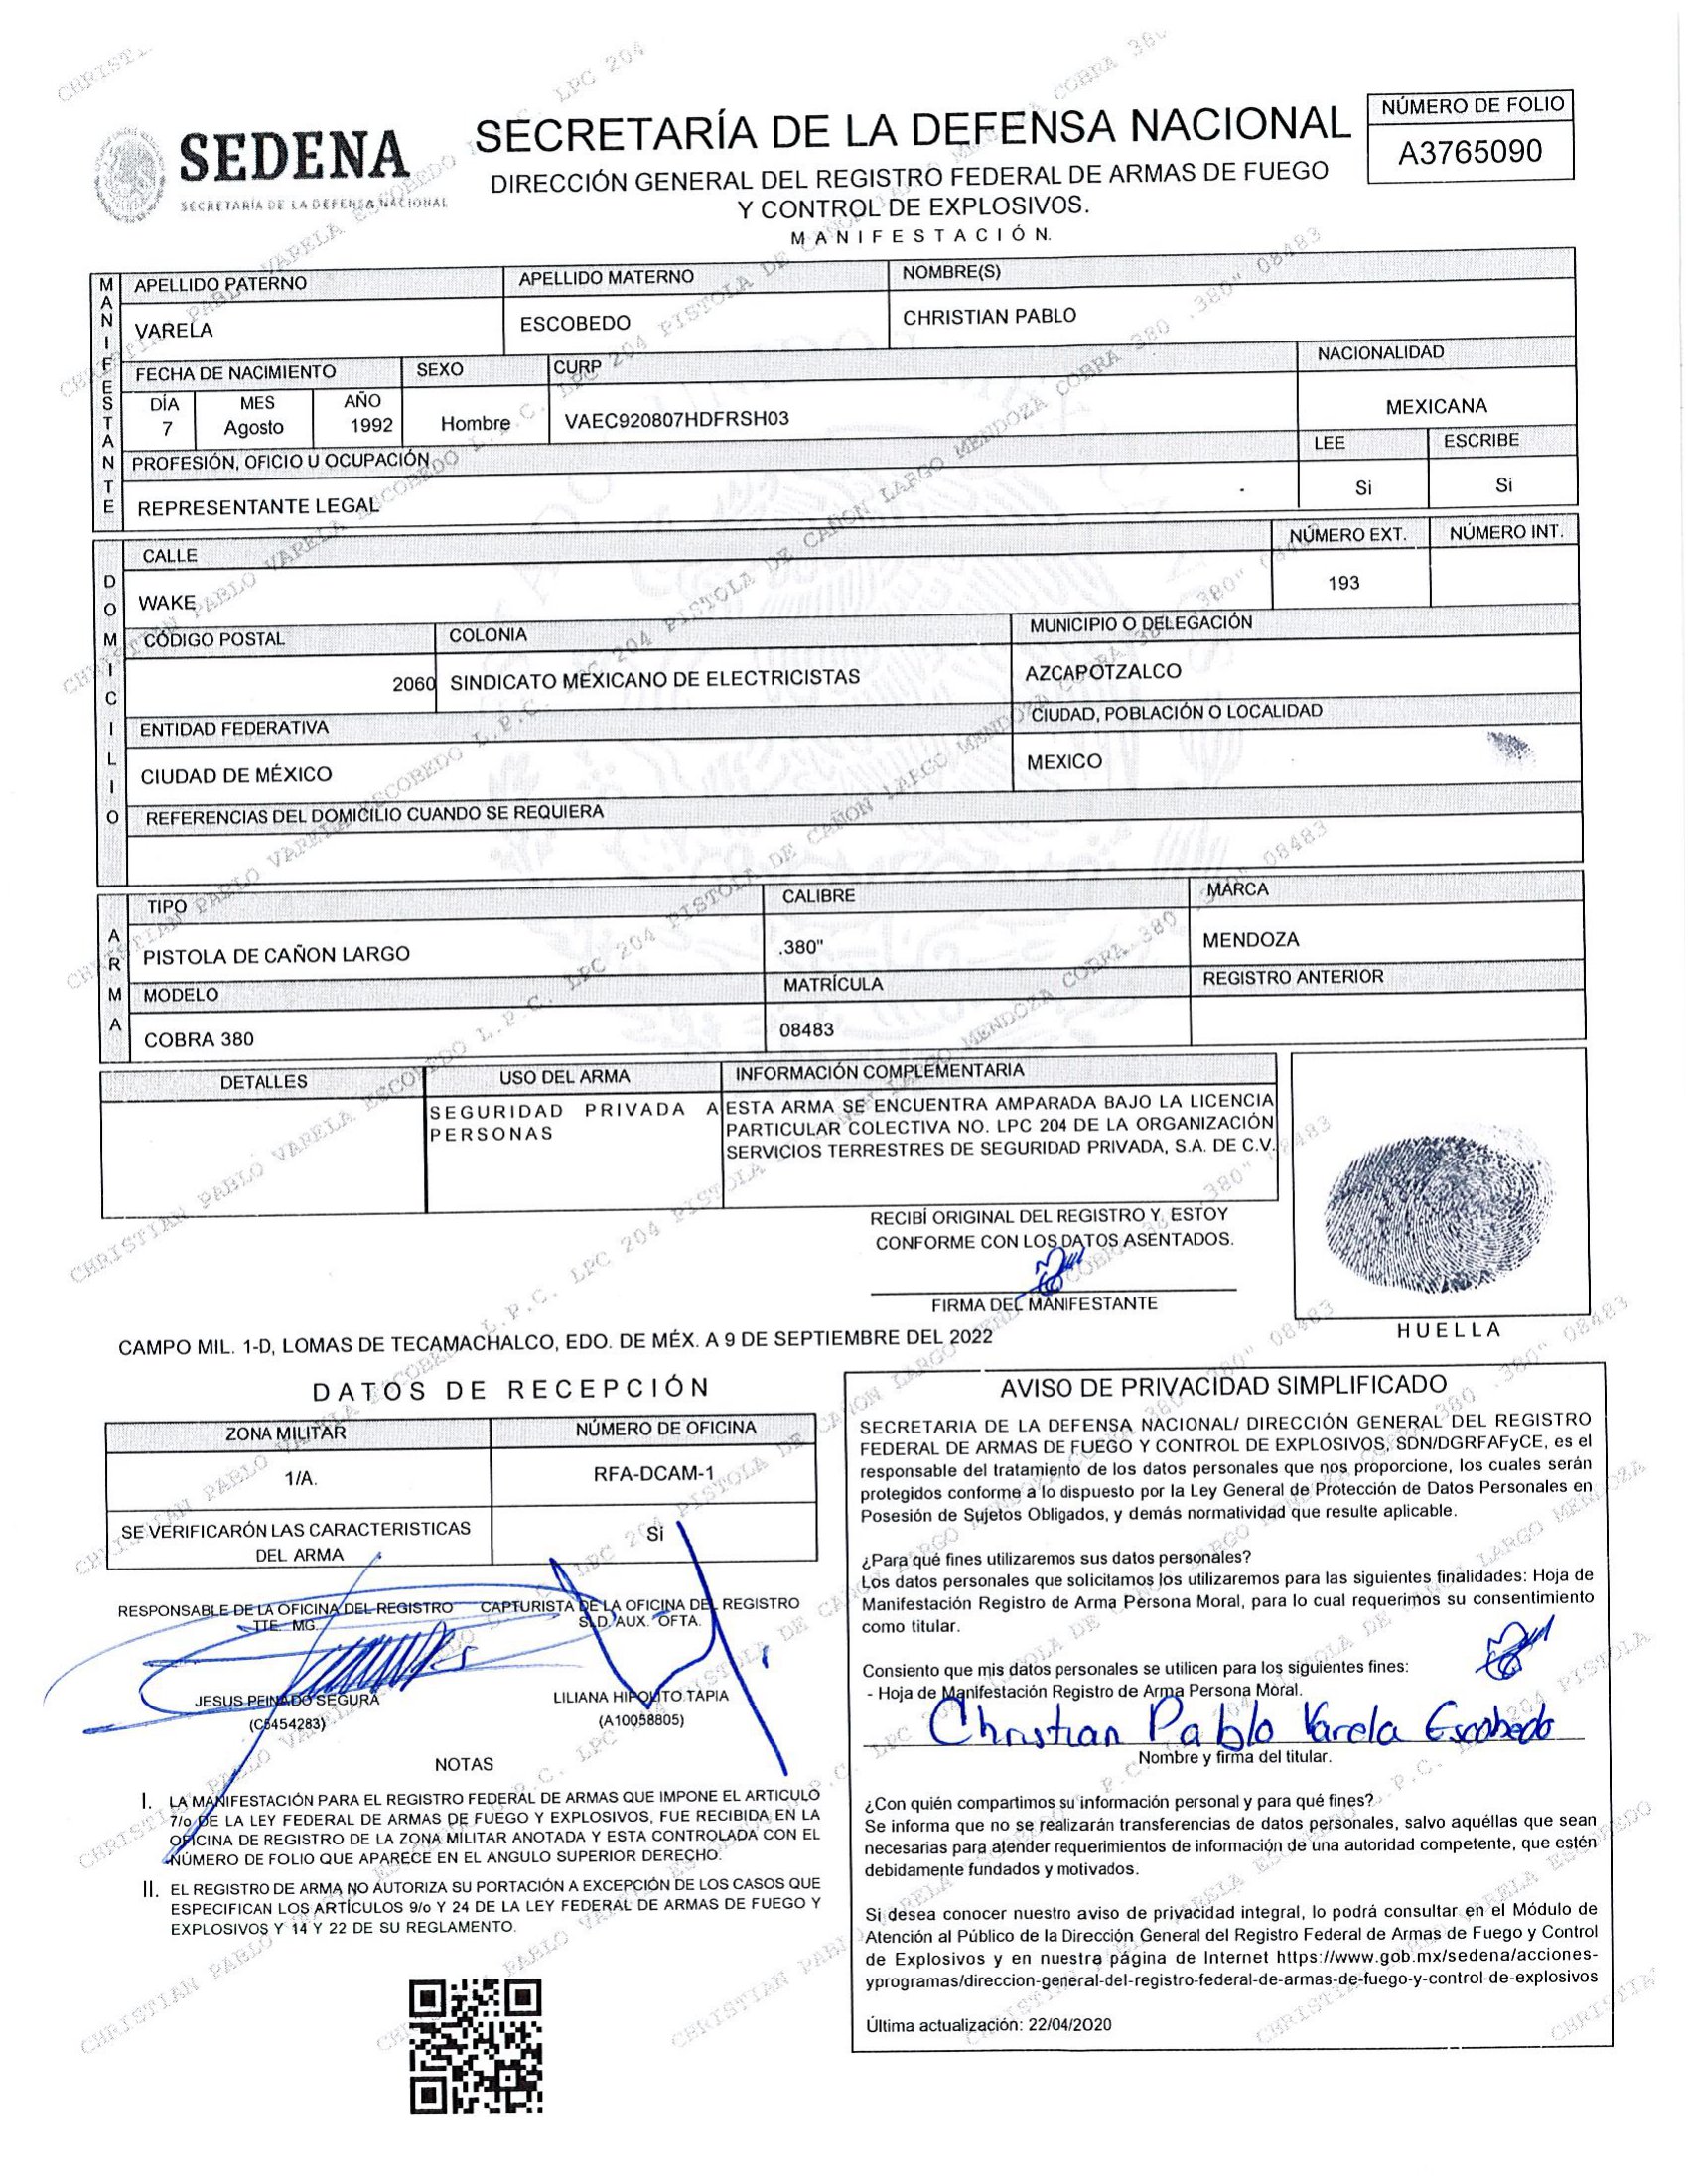 SEDENA
SECRETARÍA DE LA DEFENSA NACIONAL
SECRETARÍA DE LA DEFENSA NACIONAL
DIRECCIÓN GENERAL DEL REGISTRO FEDERAL DE ARMAS DE FUEGO
Y CONTROL DE EXPLOSIVOS.
MANIFESTACIÓN.
NÚMERO DE FOLIO
A3765090
MANIFESTANTE
APELLIDO PATERNO APELLIDO MATERNO NOMBRE(S)
VARELA ESCOBEDO CHRISTIAN PABLO
FECHA DE NACIMIENTO SEXO CURP NACIONALIDAD
DÍA MES AÑO
7 Agosto 1992 Hombre VAEC920807HDFRSH03 MEXICANA
PROFESIÓN, OFICIO U OCUPACIÓN LEE ESCRIBE
REPRESENTANTE LEGAL Si Si
DOMICILIO
CALLE NÚMERO EXT. NÚMERO INT.
WAKE 193
CÓDIGO POSTAL COLONIA MUNICIPIO O DELEGACIÓN
2060 SINDICATO MEXICANO DE ELECTRICISTAS AZCAPOTZALCO
ENTIDAD FEDERATIVA CIUDAD, POBLACIÓN O LOCALIDAD
CIUDAD DE MÉXICO MEXICO
REFERENCIAS DEL DOMICILIO CUANDO SE REQUIERA
ARMA
TIPO CALIBRE MARCA
PISTOLA DE CAÑON LARGO .380" MENDOZA
MODELO MATRÍCULA REGISTRO ANTERIOR
COBRA 380 08483
DETALLES USO DEL ARMA INFORMACIÓN COMPLEMENTARIA
SEGURIDAD PRIVADA A PERSONAS
ESTA ARMA SE ENCUENTRA AMPARADA BAJO LA LICENCIA
PARTICULAR COLECTIVA NO. LPC 204 DE LA ORGANIZACIÓN
SERVICIOS TERRESTRES DE SEGURIDAD PRIVADA, S.A. DE C.V.
RECIBÍ ORIGINAL DEL REGISTRO Y ESTOY
CONFORME CON LOS DATOS ASENTADOS.
FIRMA DEL MANIFESTANTE
HUELLA
CAMPO MIL. 1-D, LOMAS DE TECAMACHALCO, EDO. DE MÉX. A 9 DE SEPTIEMBRE DEL 2022
DATOS DE RECEPCIÓN
ZONA MILITAR NÚMERO DE OFICINA
1/A. RFA-DCAM-1
SE VERIFICARÓN LAS CARACTERISTICAS
DEL ARMA
Si
RESPONSABLE DE LA OFICINA DEL REGISTRO
TTE. MG.
JESUS PEINADO SEGURA
(C5454283)
CAPTURISTA DE LA OFICINA DEL REGISTRO
SLD. AUX. OFTA.
LILIANA HIPOLITO TAPIA
(A10058805)
NOTAS
I. LA MANIFESTACIÓN PARA EL REGISTRO FEDERAL DE ARMAS QUE IMPONE EL ARTICULO
7/o DE LA LEY FEDERAL DE ARMAS DE FUEGO Y EXPLOSIVOS, FUE RECIBIDA EN LA
OFICINA DE REGISTRO DE LA ZONA MILITAR ANOTADA Y ESTA CONTROLADA CON EL
NÚMERO DE FOLIO QUE APARECE EN EL ANGULO SUPERIOR DERECHO.
II. EL REGISTRO DE ARMA NO AUTORIZA SU PORTACIÓN A EXCEPCIÓN DE LOS CASOS QUE
ESPECIFICAN LOS ARTÍCULOS 9/o Y 24 DE LA LEY FEDERAL DE ARMAS DE FUEGO Y
EXPLOSIVOS Y 14 Y 22 DE SU REGLAMENTO.
AVISO DE PRIVACIDAD SIMPLIFICADO
SECRETARIA DE LA DEFENSA NACIONAL/ DIRECCIÓN GENERAL DEL REGISTRO
FEDERAL DE ARMAS DE FUEGO Y CONTROL DE EXPLOSIVOS, SDN/DGRFAFyCE, es el
responsable del tratamiento de los datos personales que nos proporcione, los cuales serán
protegidos conforme a lo dispuesto por la Ley General de Protección de Datos Personales en
Posesión de Sujetos Obligados, y demás normatividad que resulte aplicable.
¿Para qué fines utilizaremos sus datos personales?
Los datos personales que solicitamos los utilizaremos para las siguientes finalidades: Hoja de
Manifestación Registro de Arma Persona Moral, para lo cual requerimos su consentimiento
como titular.
Consiento que mis datos personales se utilicen para los siguientes fines:
- Hoja de Manifestación Registro de Arma Persona Moral.
Christian Pablo Varela Escobedo
Nombre y firma del titular.
¿Con quién compartimos su información personal y para qué fines?
Se informa que no se realizarán transferencias de datos personales, salvo aquéllas que sean
necesarias para atender requerimientos de información de una autoridad competente, que estén
debidamente fundados y motivados.
Si desea conocer nuestro aviso de privacidad integral, lo podrá consultar en el Módulo de
Atención al Público de la Dirección General del Registro Federal de Armas de Fuego y Control
de Explosivos y en nuestra página de Internet https://www.gob.mx/sedena/acciones-
yprogramas/direccion-general-del-registro-federal-de-armas-de-fuego-y-control-de-explosivos
Última actualización: 22/04/2020